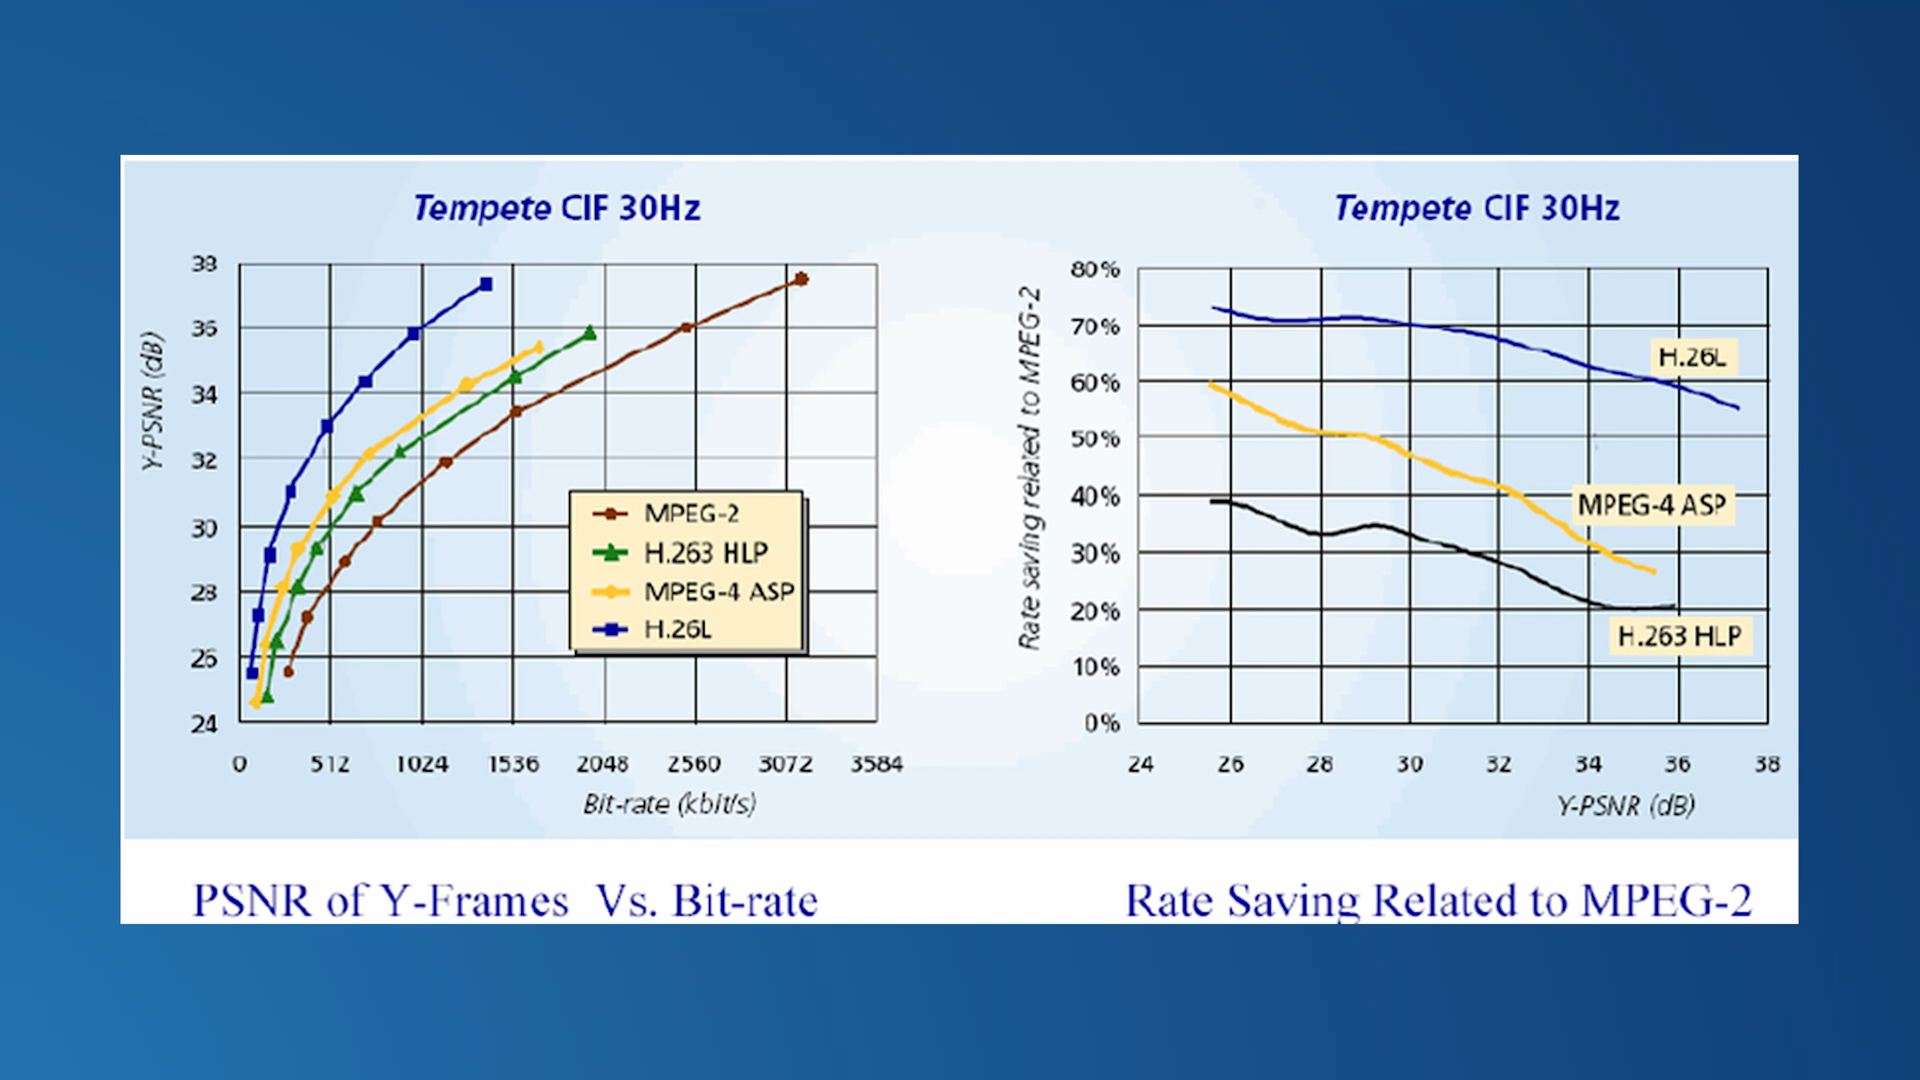 Tempete CIF 30Hz
38
36
34
32
30
28
26
24
Y-PSNR (dB)
MPEG-2
H.263 HLP
MPEG-4 ASP
H.26L
0 512 1024 1536 2048 2560 3072 3584
Bit-rate (kbit/s)
PSNR of Y-Frames Vs. Bit-rate
Tempete CIF 30Hz
80%
70%
60%
50%
40%
30%
20%
10%
0%
Rate saving related to MPEG-2
H.26L
MPEG-4 ASP
H.263 HLP
24 26 28 30 32 34 36 38
Y-PSNR (dB)
Rate Saving Related to MPEG-2